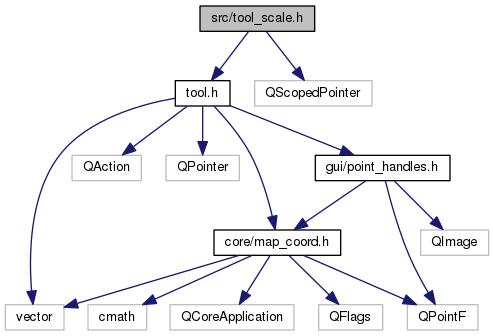 src/tool_scale.h
tool.h
QScopedPointer
QAction
QPointer
gui/point_handles.h
core/map_coord.h
QImage
vector
cmath
QCoreApplication
QFlags
QPointF